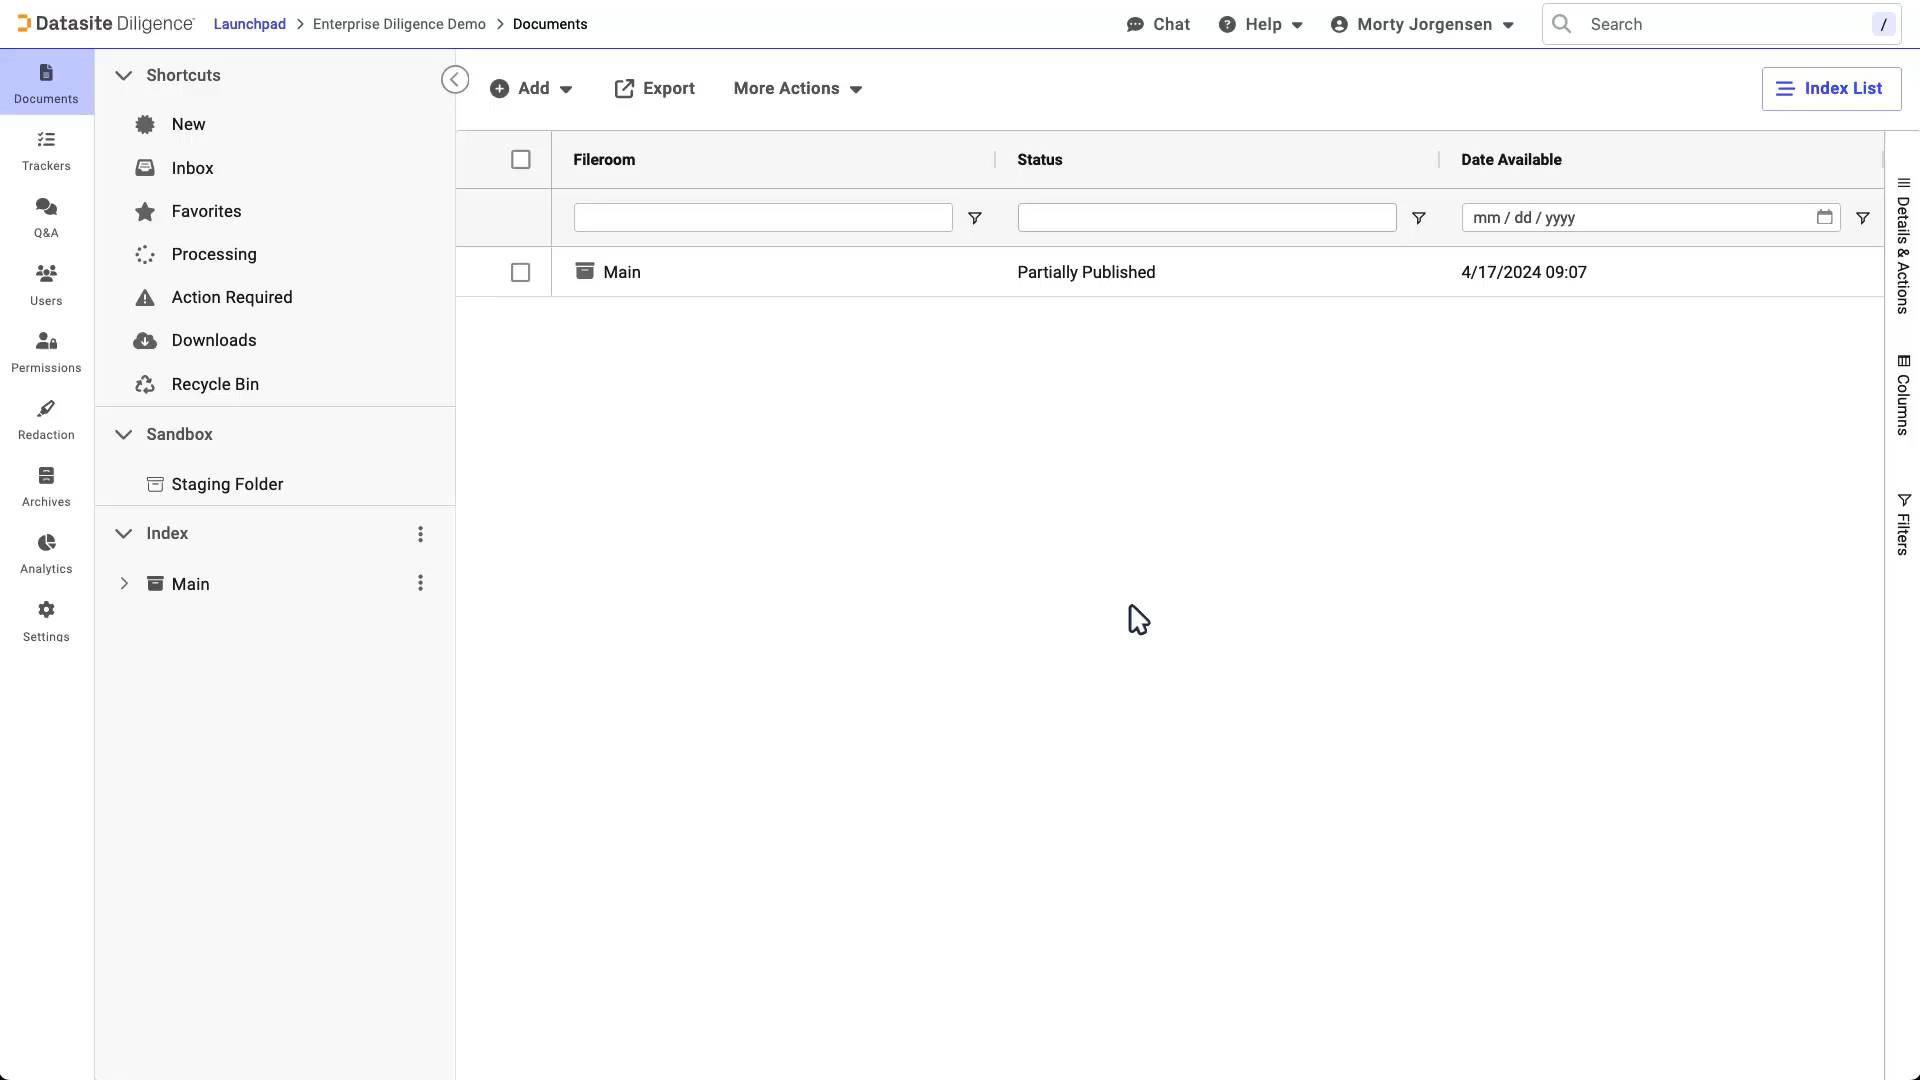 Datasite Diligence Launchpad > Enterprise Diligence Demo > Documents Chat Help Morty Jorgensen Search /
Documents
Trackers
Q&A
Users
Permissions
Redaction
Archives
Analytics
Settings
Shortcuts
New
Inbox
Favorites
Processing
Action Required
Downloads
Recycle Bin
Sandbox
Staging Folder
Index
Main
Add Export More Actions Index List
Fileroom Status Date Available
mm / dd / yyyy
Main Partially Published 4/17/2024 09:07
Details & Actions
Columns
Filters